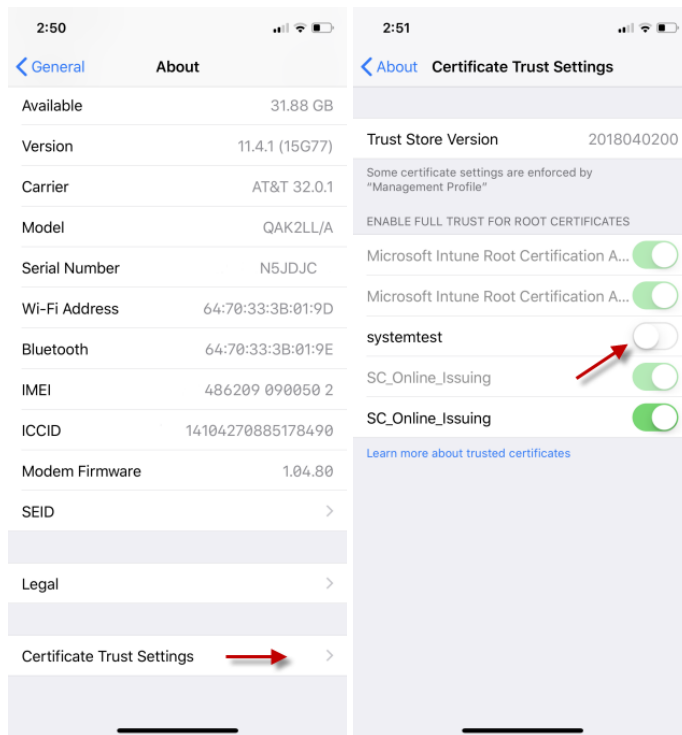 2:50
General
About
Available 31.88 GB
Version 11.4.1 (15G77)
Carrier AT&T 32.0.1
Model QAK2LL/A
Serial Number N5JDJC
Wi-Fi Address 64:70:33:3B:01:9D
Bluetooth 64:70:33:3B:01:9E
IMEI 486209 090050 2
ICCID 14104270885178490
Modem Firmware 1.04.80
SEID
Legal
Certificate Trust Settings
2:51
About
Certificate Trust Settings
Trust Store Version 2018040200
Some certificate settings are enforced by
“Management Profile”
ENABLE FULL TRUST FOR ROOT CERTIFICATES
Microsoft Intune Root Certification A...
Microsoft Intune Root Certification A...
systemtest
SC_Online_Issuing
SC_Online_Issuing
Learn more about trusted certificates